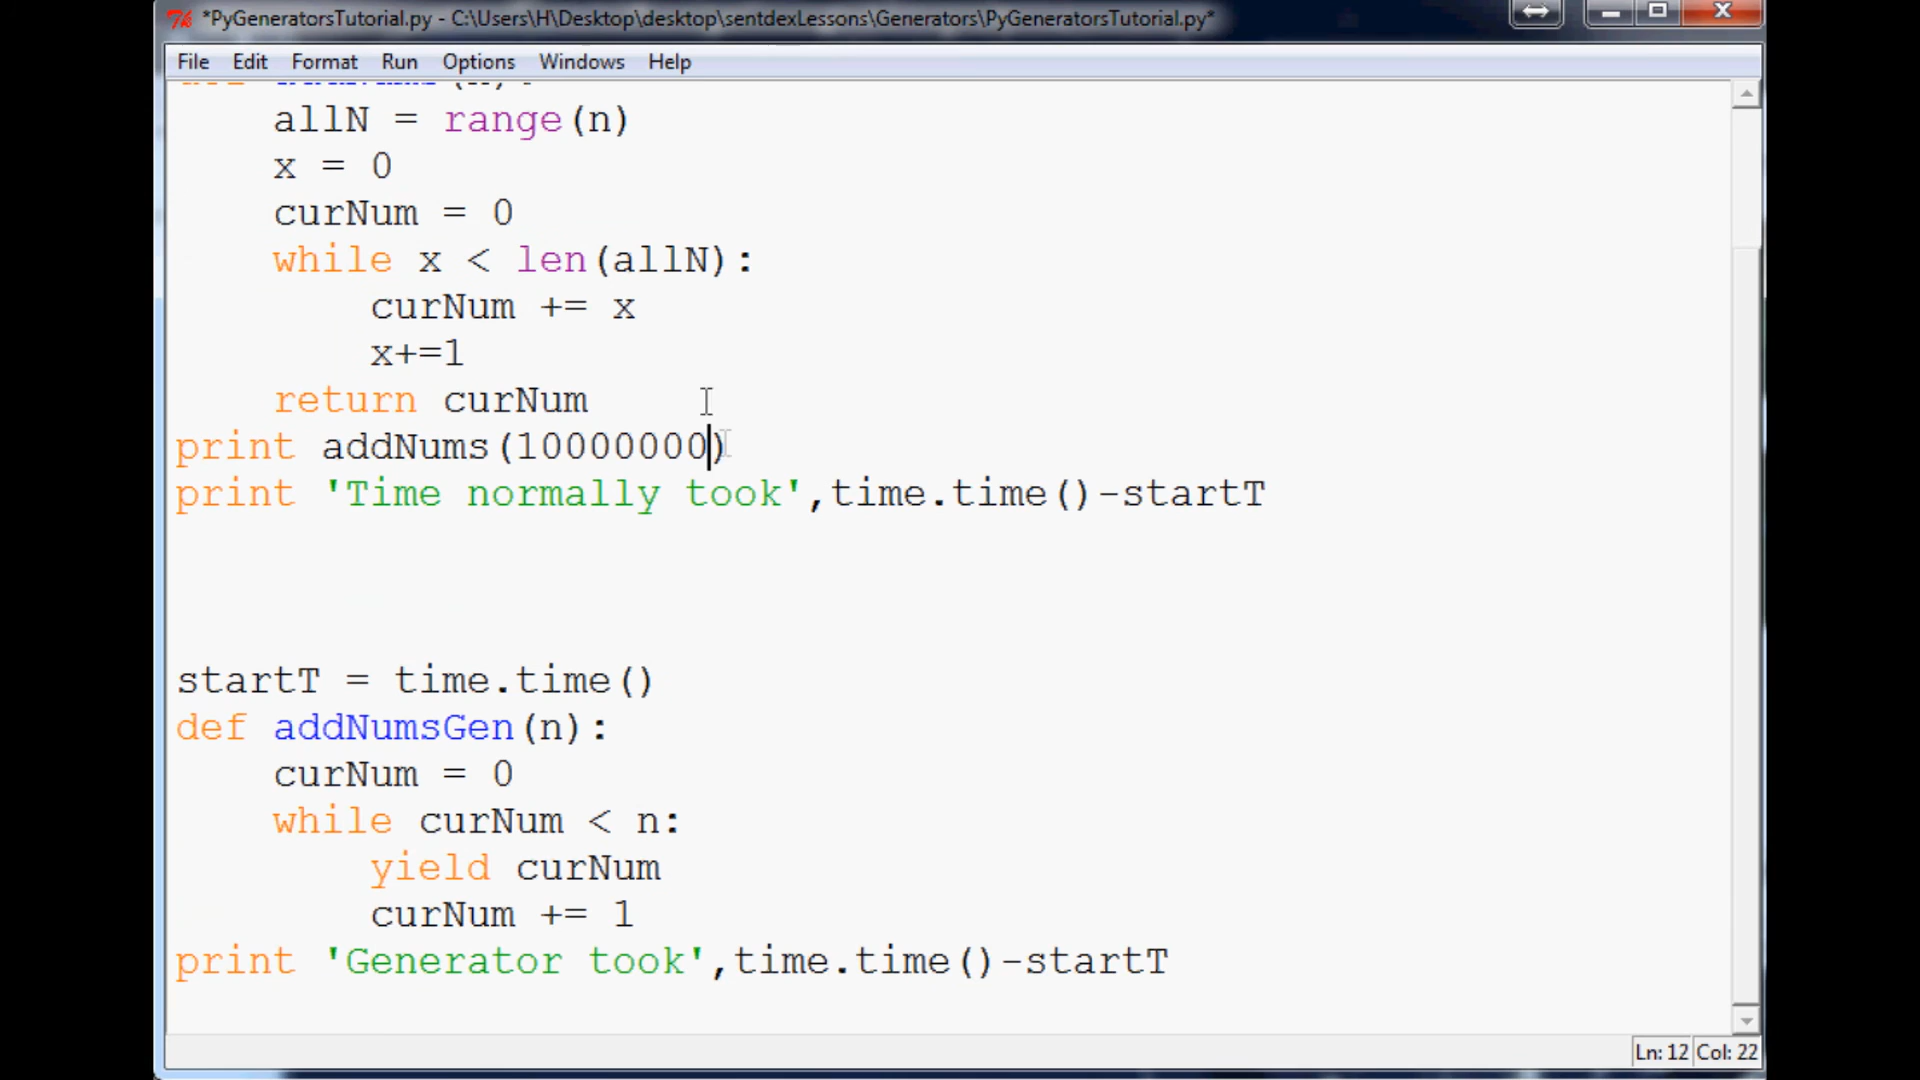 *PyGeneratorsTutorial.py - C:\Users\H\Desktop\desktop\sentdexLessons\Generators\PyGeneratorsTutorial.py*
File Edit Format Run Options Windows Help
    allN = range(n)
    x = 0
    curNum = 0
    while x < len(allN):
        curNum += x
        x+=1
    return curNum
print addNums(10000000)
print 'Time normally took',time.time()-startT
startT = time.time()
def addNumsGen(n):
    curNum = 0
    while curNum < n:
        yield curNum
        curNum += 1
print 'Generator took',time.time()-startT
Ln: 12 Col: 22